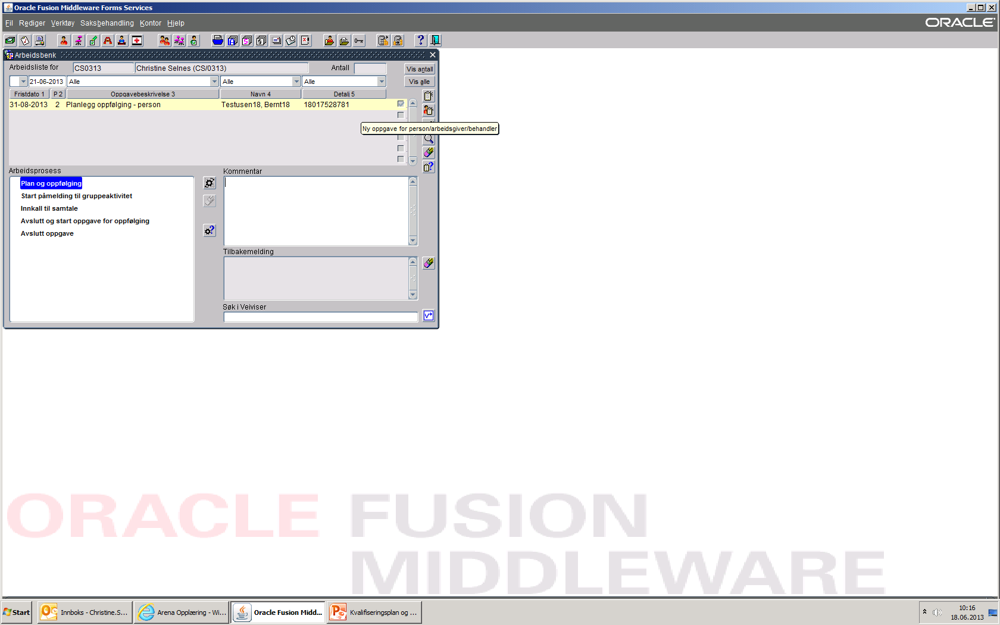 Oracle Fusion Middleware Forms Services
Fil Rediger Verktøy Saksbehandling Kontor Hjelp
ORACLE
Arbeidsbenk
Arbeidsliste for CS0313 Christine Selnes (CS/0313) Antall Vis antall
21-06-2013 Alle Alle Alle Vis alle
Fristdato 1 P 2 Oppgavebeskrivelse 3 Navn 4 Detalj 5
31-08-2013 2 Planlegg oppfølging - person Testusen18, Bernt18 18017528781
Ny oppgave for person/arbeidsgiver/behandler
Arbeidsprosess
Kommentar
Plan og oppfølging
Start påmelding til gruppeaktivitet
Innkall til samtale
Avslutt og start oppgave for oppfølging
Avslutt oppgave
Tilbakemelding
Søk i Veiviser
ORACLE FUSION
MIDDLEWARE
Start
Innboks - Christine.S...
Arena Opplæring - Wi...
Oracle Fusion Midd...
Kvalifiseringsplan og ...
10:16
18.06.2013